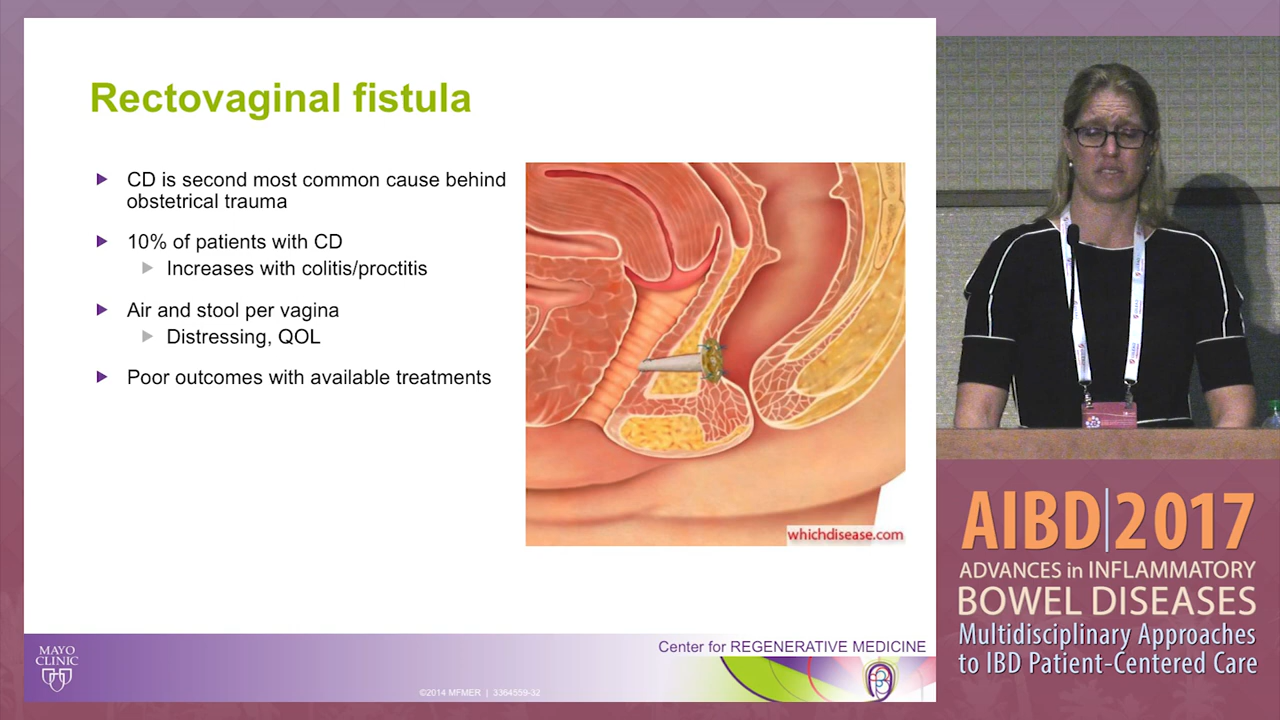 Rectovaginal fistula
CD is second most common cause behind
obstetrical trauma
10% of patients with CD
Increases with colitis/proctitis
Air and stool per vagina
Distressing, QOL
Poor outcomes with available treatments
whichdisease.com
Center for REGENERATIVE MEDICINE
MAYO
CLINIC
©2014 MFMER | 3364559-32
AIBD|2017
ADVANCES in INFLAMMATORY
BOWEL DISEASES
Multidisciplinary Approaches
to IBD Patient-Centered Care